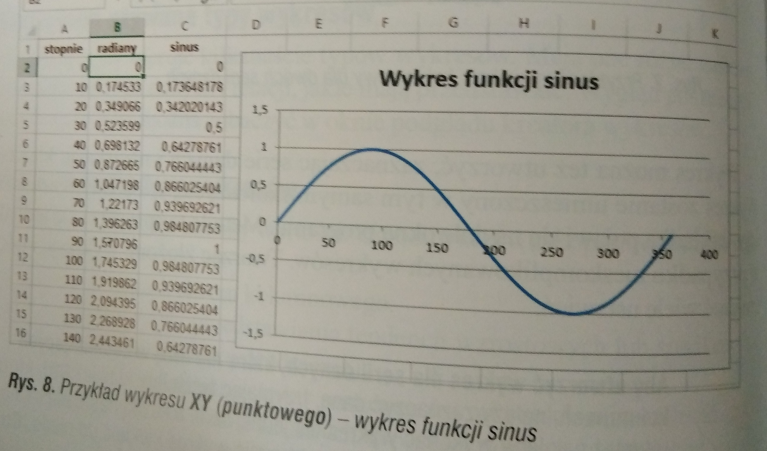 A B C D E F G H I J K
1 stopnie radiany sinus
2 0 0 0
3 10 0,174533 0,173648178
4 20 0,349066 0,342020143
5 30 0,523599 0,5
6 40 0,698132 0,64278761
7 50 0,872665 0,766044443
8 60 1,047198 0,866025404
9 70 1,22173 0,939692621
10 80 1,396263 0,984807753
11 90 1,570796 1
12 100 1,745329 0,984807753
13 110 1,919862 0,939692621
14 120 2,094395 0,866025404
15 130 2,268928 0,766044443
16 140 2,443461 0,64278761
Wykres funkcji sinus
1,5
1
0,5
0
-0,5
-1
-1,5
0 50 100 150 200 250 300 350 400
Rys. 8. Przykład wykresu XY (punktowego) – wykres funkcji sinus